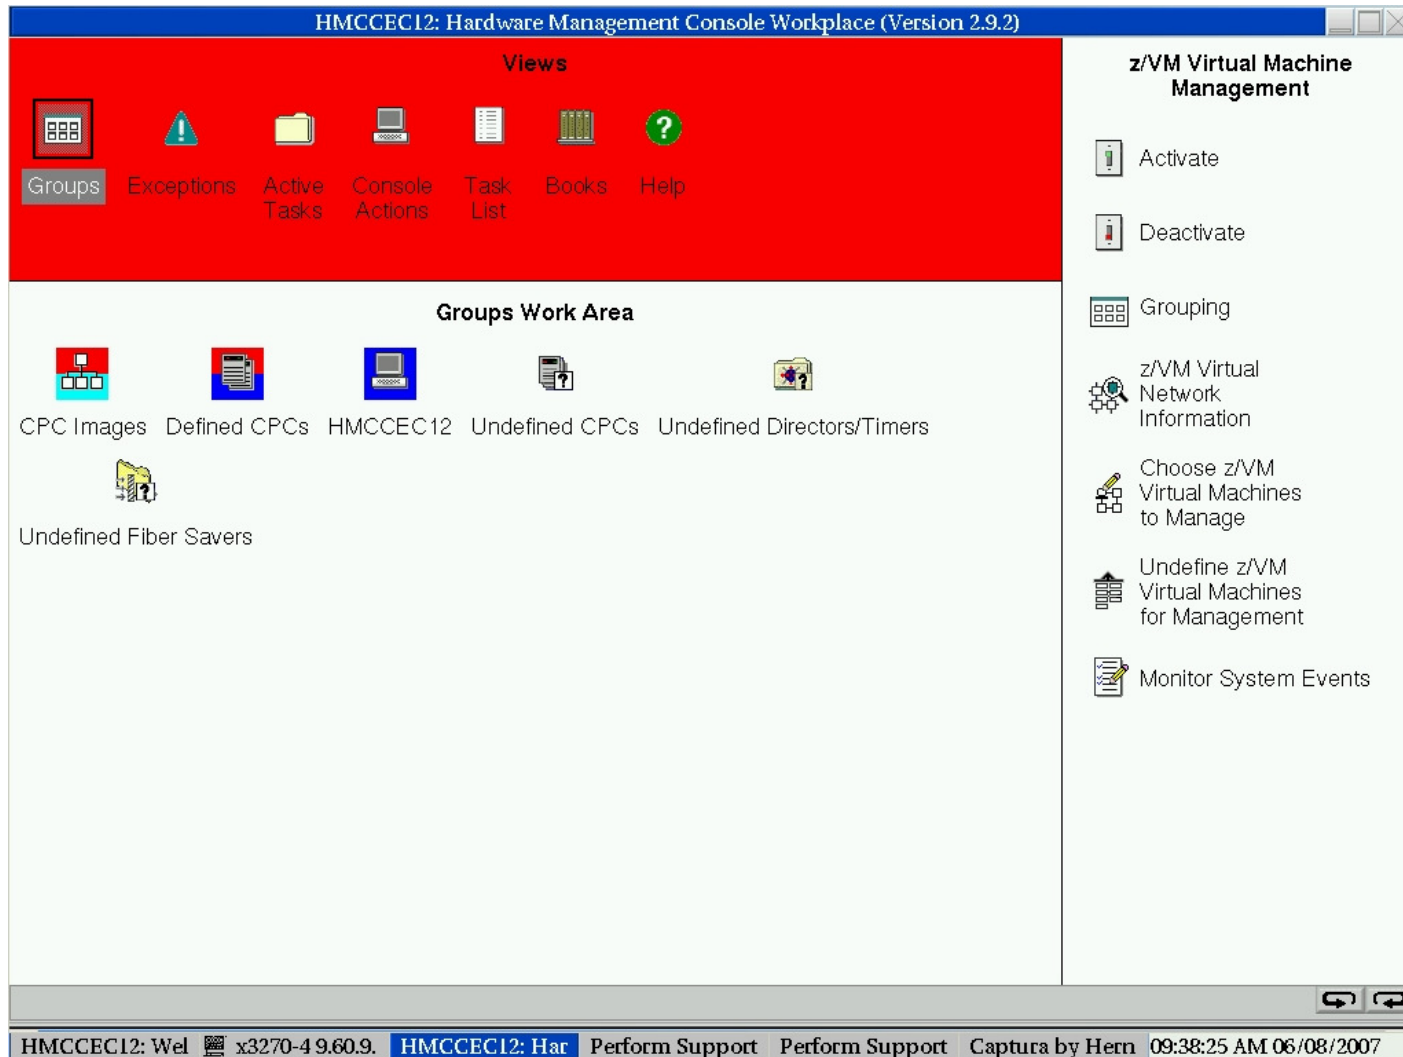 HMCCEC12: Hardware Management Console Workplace (Version 2.9.2)
Views
Groups
Exceptions
Active
Tasks
Console
Actions
Task
List
Books
Help
Groups Work Area
CPC Images
Defined CPCs
HMCCEC12
Undefined CPCs
Undefined Directors/Timers
Undefined Fiber Savers
z/VM Virtual Machine
Management
Activate
Deactivate
Grouping
z/VM Virtual
Network
Information
Choose z/VM
Virtual Machines
to Manage
Undefine z/VM
Virtual Machines
for Management
Monitor System Events
HMCCEC12: Wel
x3270-4 9.60.9.
HMCCEC12: Har
Perform Support
Perform Support
Captura by Hern
09:38:25 AM 06/08/2007